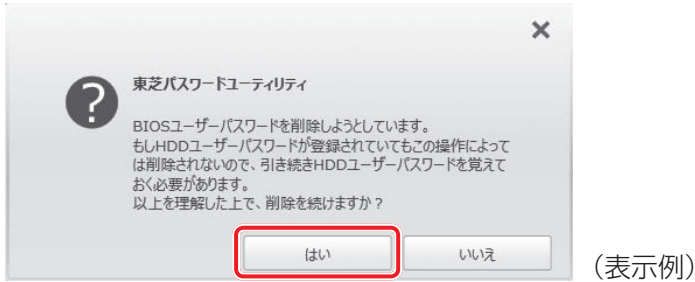 東芝パスワードユーティリティ
BIOSユーザーパスワードを削除しようとしています。
もしHDDユーザーパスワードが登録されていてもこの操作によって
は削除されないので、引き続きHDDユーザーパスワードを覚えて
おく必要があります。
以上を理解した上で、削除を続けますか？
はい
いいえ
（表示例）